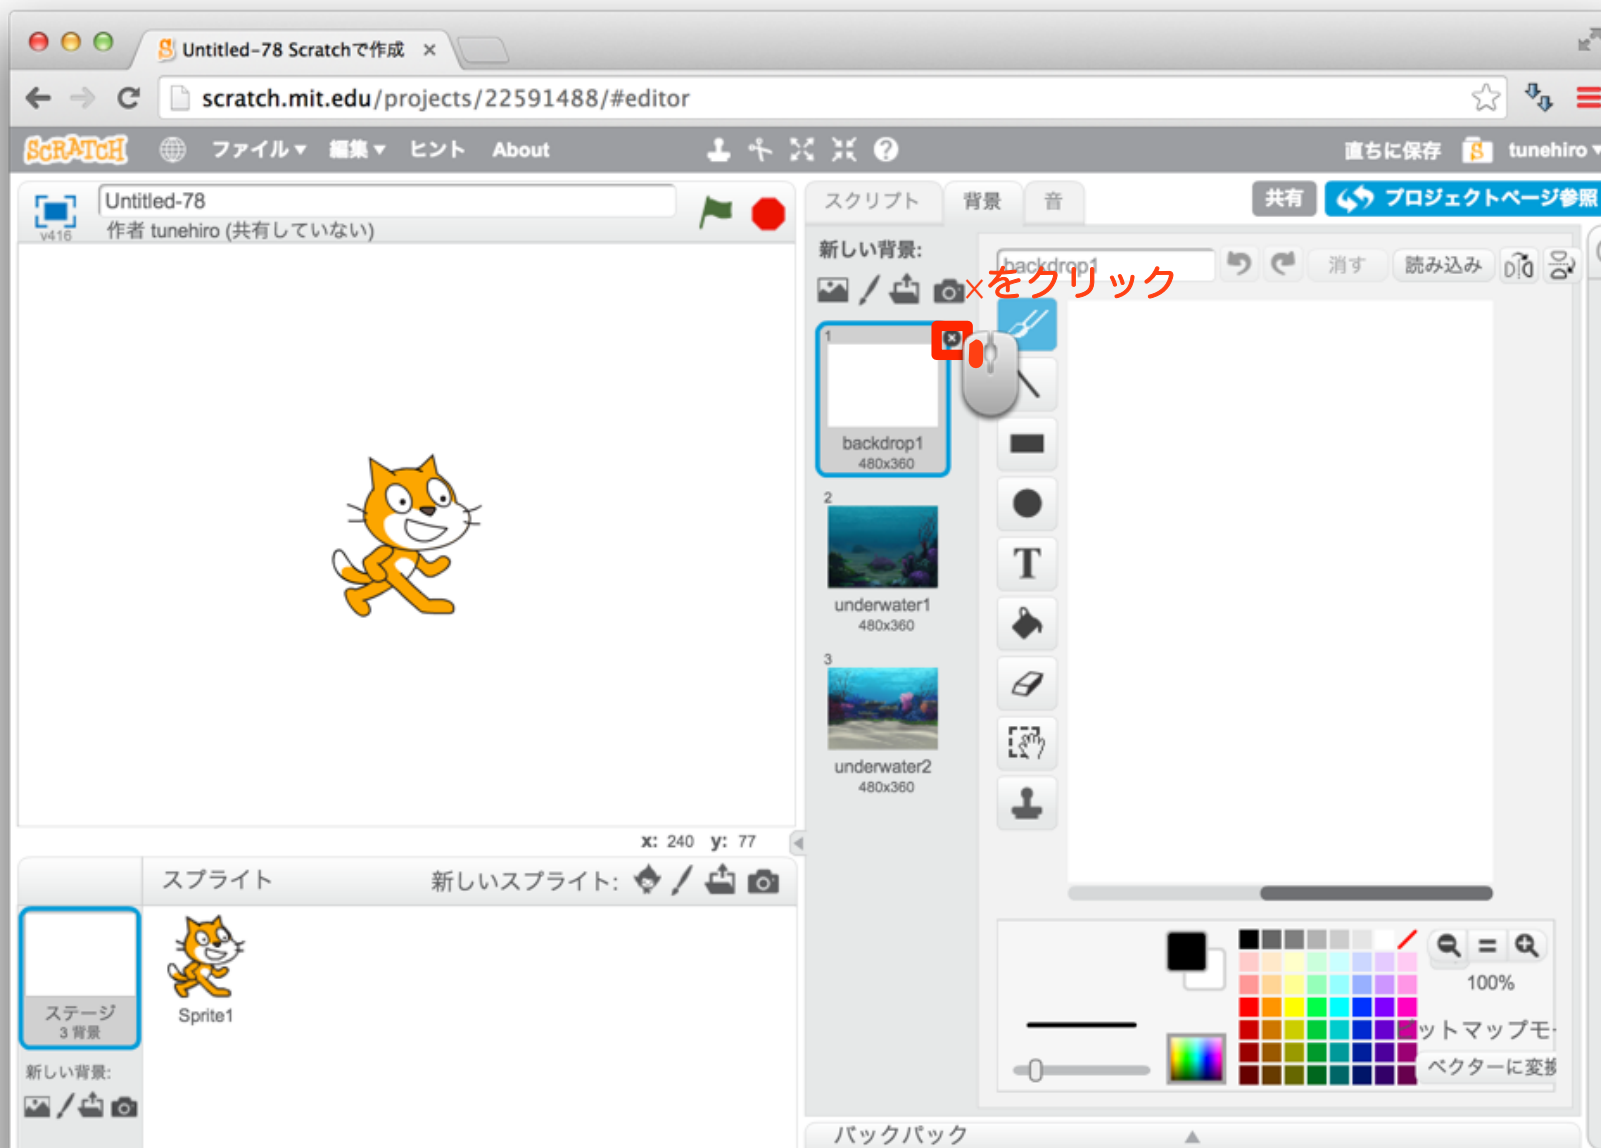 Untitled-78 Scratchで作成
scratch.mit.edu/projects/22591488/#editor
SCRATCH ファイル 編集 ヒント About 直ちに保存 tunehiro
Untitled-78
v416 作者 tunehiro (共有していない)
スクリプト 背景 音 共有 プロジェクトページ参照
新しい背景:
backdrop1 消す 読み込み
×をクリック
1
backdrop1
480x360
2
underwater1
480x360
3
underwater2
480x360
T
x: 240 y: 77
スプライト 新しいスプライト:
ステージ
3 背景
Sprite1
新しい背景:
100%
ットマップモ
ベクターに変換
バックパック